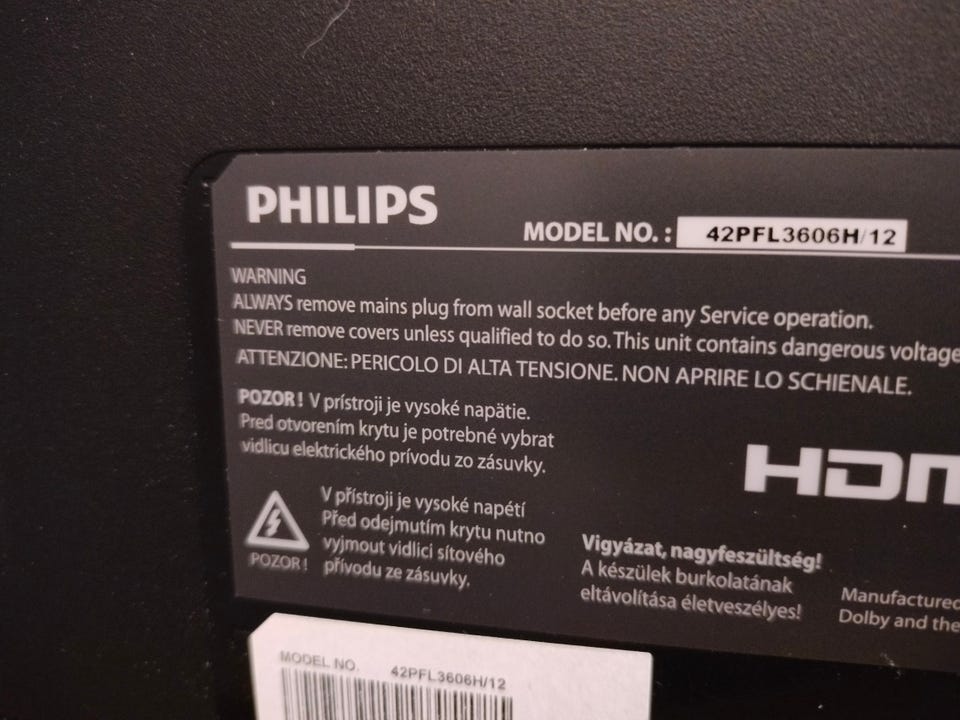 PHILIPS
MODEL NO. : 42PFL3606H/12
WARNING
ALWAYS remove mains plug from wall socket before any Service operation.
NEVER remove covers unless qualified to do so. This unit contains dangerous voltage
ATTENZIONE: PERICOLO DI ALTA TENSIONE. NON APRIRE LO SCHIENALE.
POZOR! V prístroji je vysoké napätie.
Pred otvorením krytu je potrebné vybrat
vidlicu elektrického prívodu zo zásuvky.
HDM
V přístroji je vysoké napétí
Před odejmutím krytu nutno
vyjmout vidlici sítového
přívodu ze zásuvky.
POZOR!
Vigyázat, nagyfeszültség!
A készülek burkolatának
eltávolítása életveszélyes!
Manufactured
Dolby and the
MODEL NO. 42PFL3606H/12